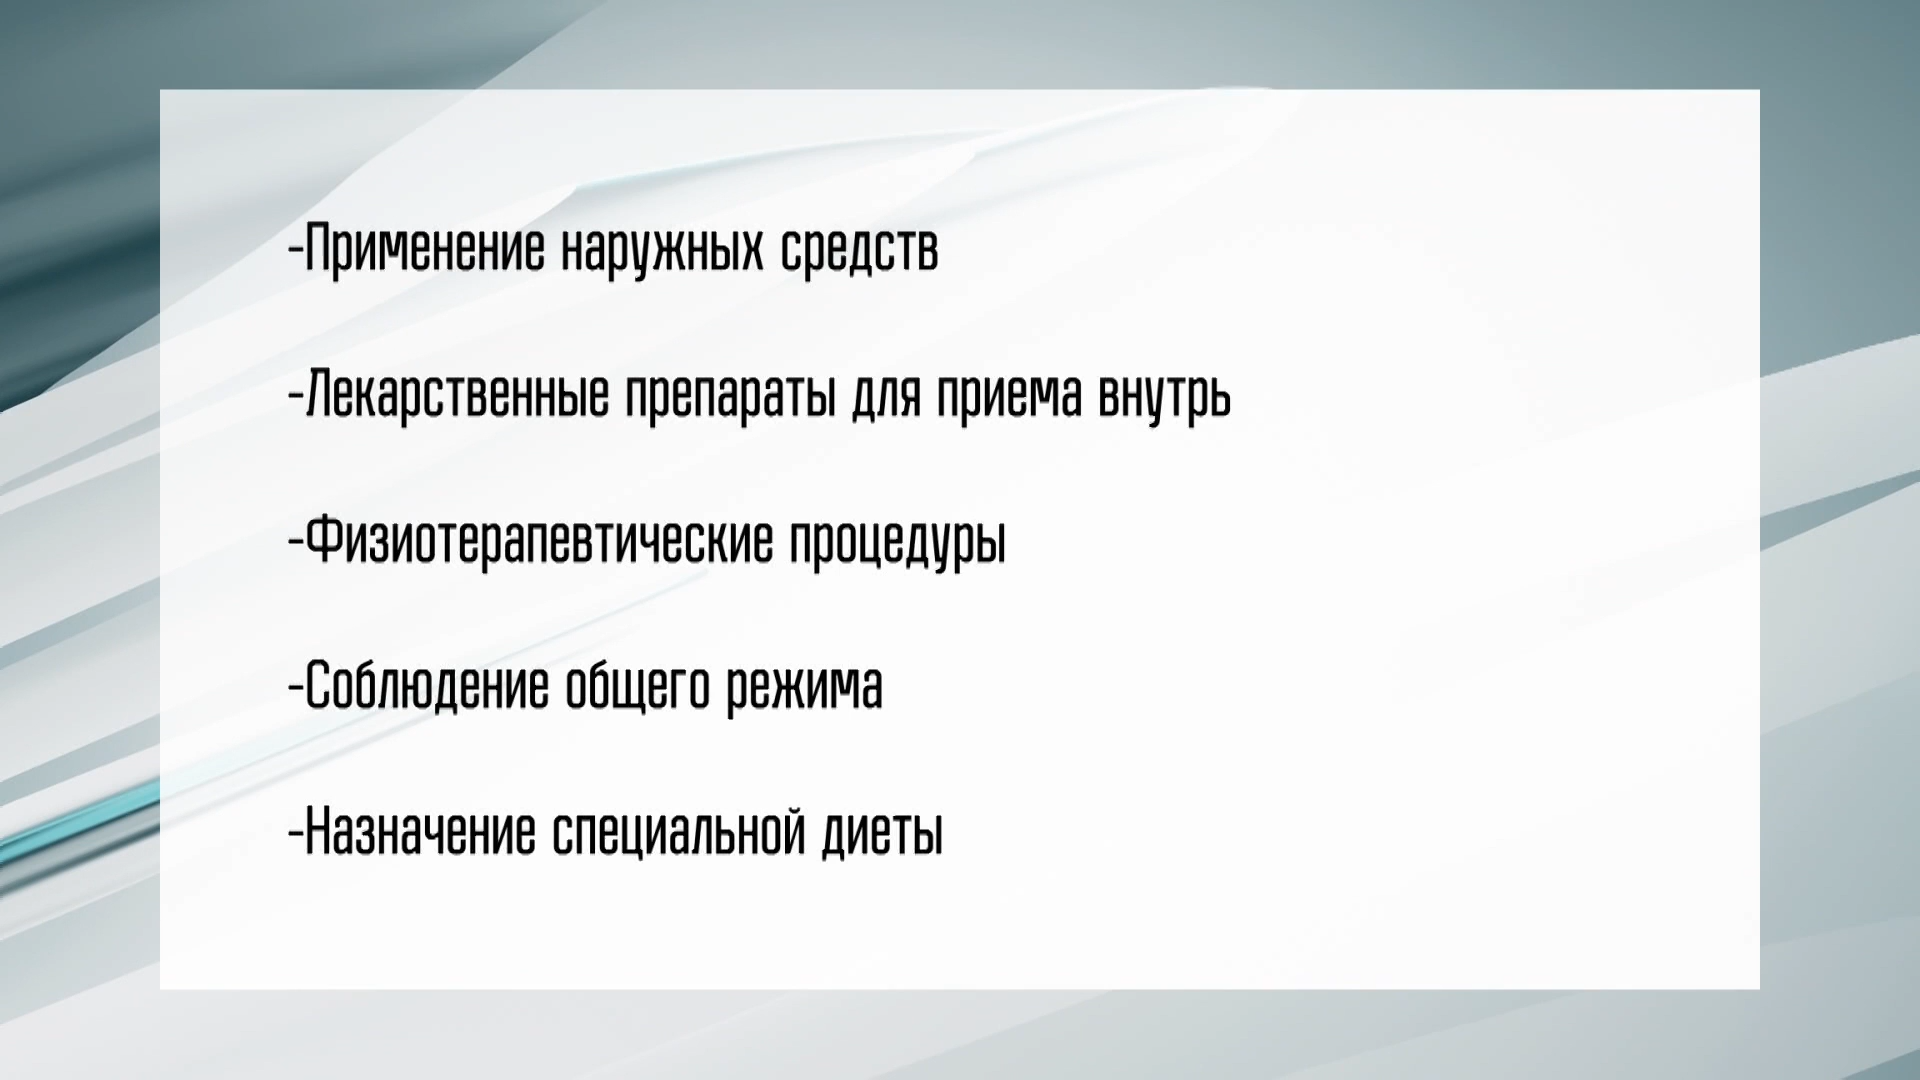 -Применение наружных средств
-Лекарственные препараты для приема внутрь
-Физиотерапевтические процедуры
-Соблюдение общего режима
-Назначение специальной диеты